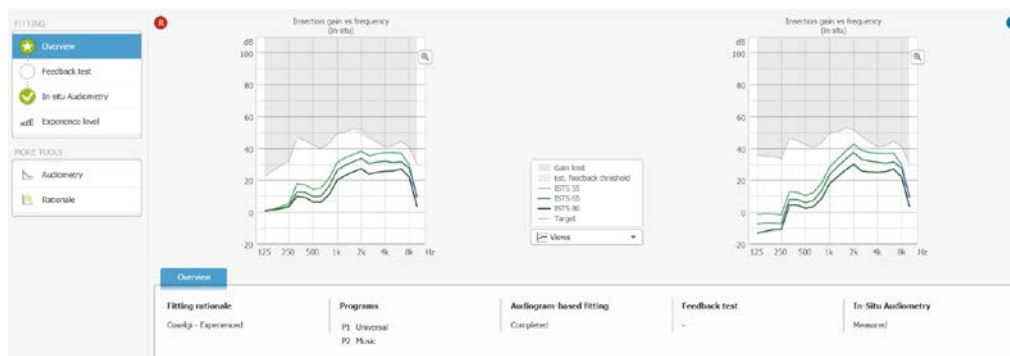 FITTING
Overview
Feedback test
In-situ Audiometry
Experience level
MORE TOOLS
Audiometry
Rationale
R
Insertion gain vs frequency
(in situ)
dB
100
80
60
40
20
0
-20
125 250 500 1k 2k 4k 8k Hz
Gain limit
Est. feedback threshold
ISTS 55
ISTS 65
ISTS 80
Target
Views
Insertion gain vs frequency
(in situ)
dB
100
80
60
40
20
0
-20
125 250 500 1k 2k 4k 8k Hz
Overview
Fitting rationale
Coselgi - Experienced
Programs
P1 Universal
P2 Music
Audiogram-based fitting
Completed
Feedback test
-
In-Situ Audiometry
Measured